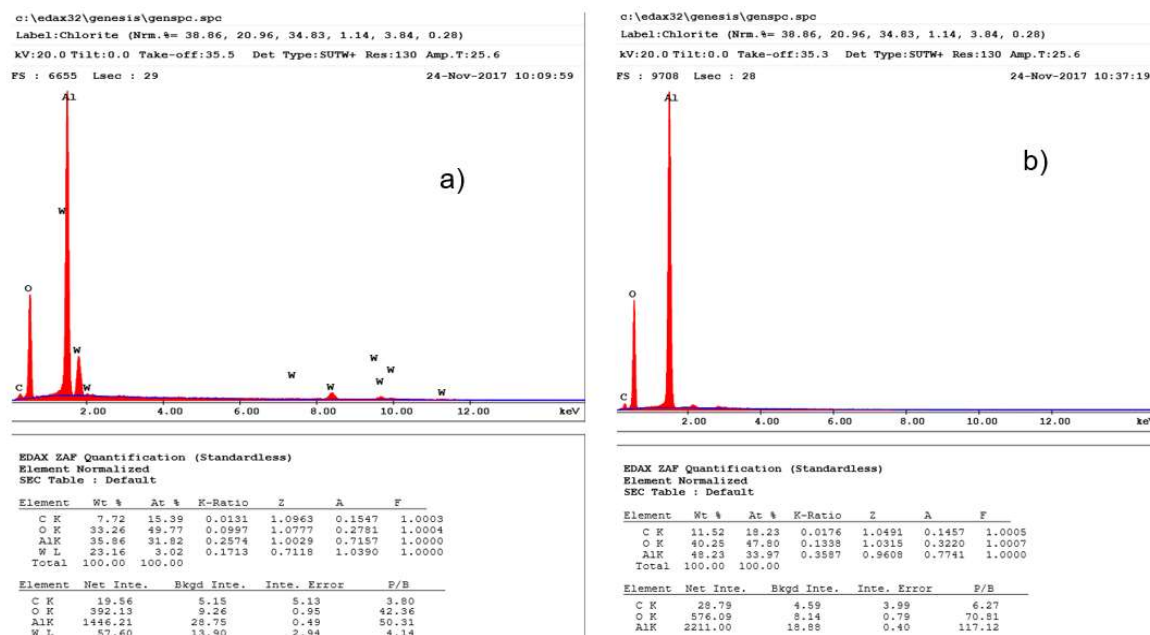 c:\edax32\genesis\genspc.spc
Label:Chlorite (Nrm.%= 38.86, 20.96, 34.83, 1.14, 3.84, 0.28)
kV:20.0 Tilt:0.0 Take-off:35.5 Det Type:SUTW+ Res:130 Amp.T:25.6
FS : 6655 Lsec : 29 24-Nov-2017 10:09:59
Al
a)
W
O
W
W
W
W
W
C
W
W
W
2.00 4.00 6.00 8.00 10.00 12.00 keV
EDAX ZAF Quantification (Standardless)
Element Normalized
SEC Table : Default
Element Wt % At % K-Ratio Z A F
C K 7.72 15.39 0.0131 1.0963 0.1547 1.0003
O K 33.26 49.77 0.0997 1.0777 0.2781 1.0004
AlK 35.86 31.82 0.2574 1.0029 0.7157 1.0000
W L 23.16 3.02 0.1713 0.7118 1.0390 1.0000
Total 100.00 100.00
Element Net Inte. Bkgd Inte. Inte. Error P/B
C K 19.56 5.15 5.13 3.80
O K 392.13 9.26 0.95 42.36
AlK 1446.21 28.75 0.49 50.31
W L 57.60 13.90 2.94 4.14
c:\edax32\genesis\genspc.spc
Label:Chlorite (Nrm.%= 38.86, 20.96, 34.83, 1.14, 3.84, 0.28)
kV:20.0 Tilt:0.0 Take-off:35.3 Det Type:SUTW+ Res:130 Amp.T:25.6
FS : 9708 Lsec : 28 24-Nov-2017 10:37:19
Al
b)
O
C
2.00 4.00 6.00 8.00 10.00 12.00
EDAX ZAF Quantification (Standardless)
Element Normalized
SEC Table : Default
Element Wt % At % K-Ratio Z A F
C K 11.52 18.23 0.0176 1.0491 0.1457 1.0005
O K 40.25 47.80 0.1338 1.0315 0.3220 1.0007
AlK 48.23 33.97 0.3587 0.9608 0.7741 1.0000
Total 100.00 100.00
Element Net Inte. Bkgd Inte. Inte. Error P/B
C K 28.79 4.59 3.99 6.27
O K 576.09 8.14 0.79 70.81
AlK 2211.00 18.88 0.40 117.12